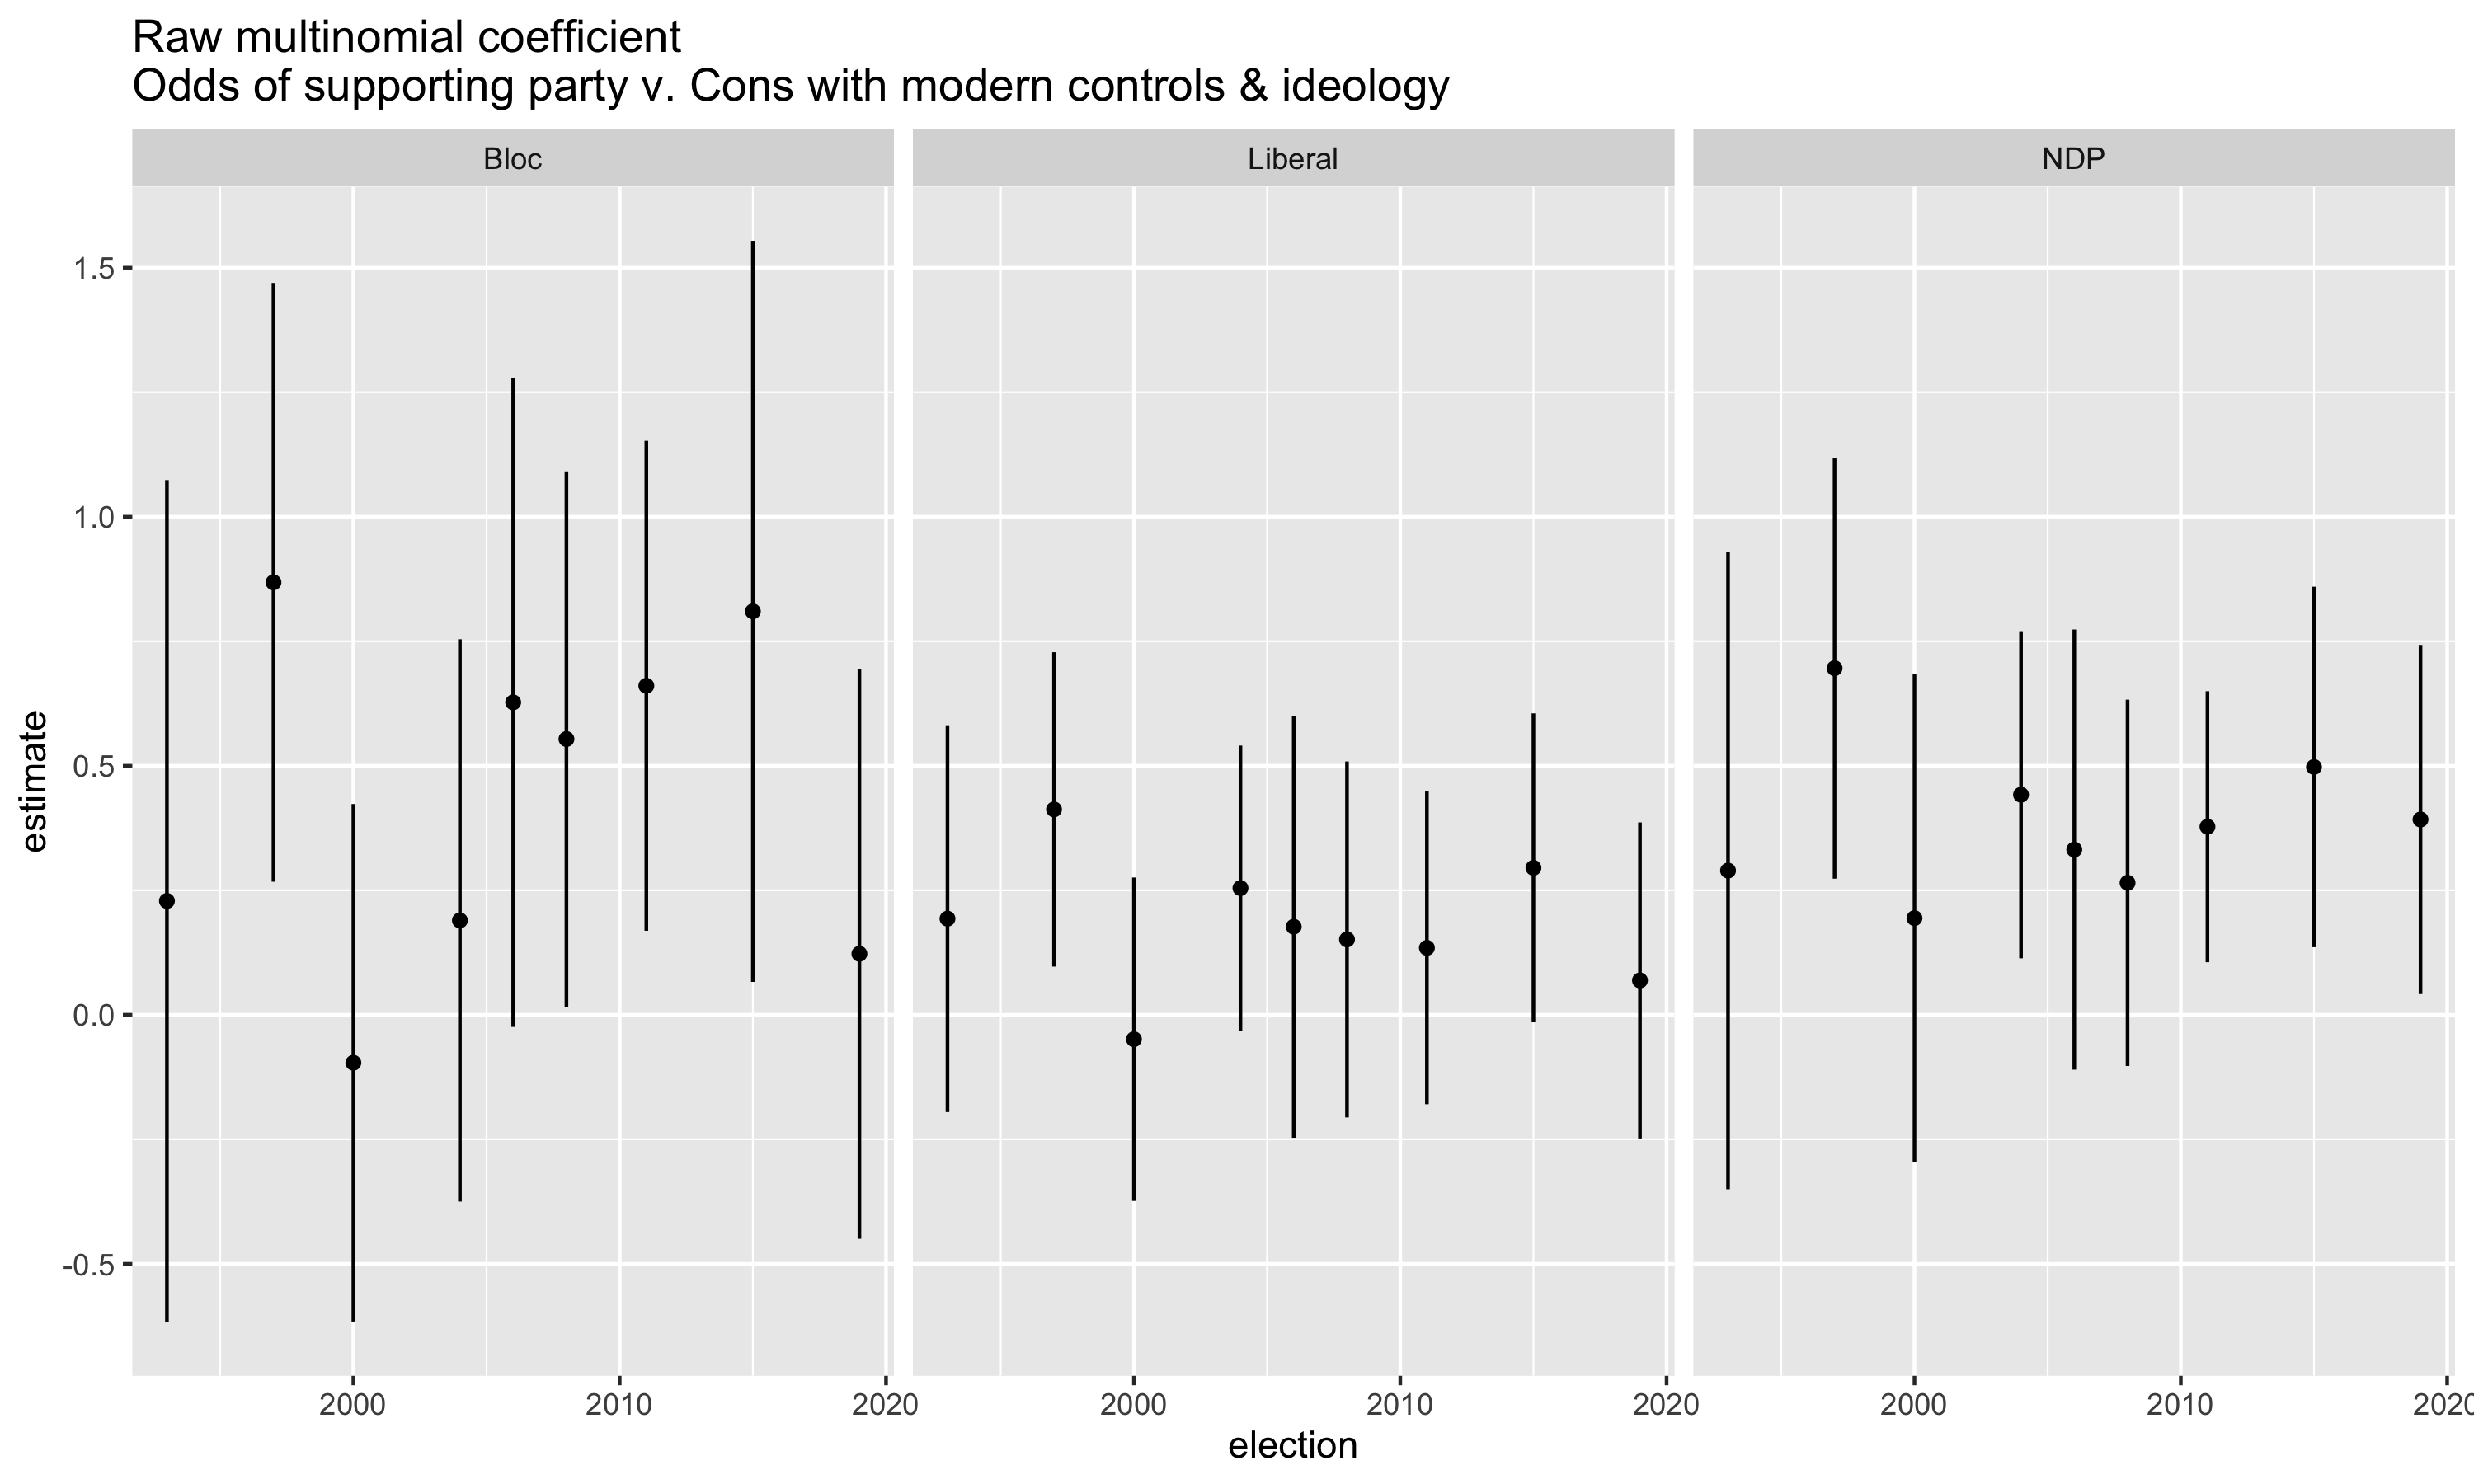 Raw multinomial coefficient
Odds of supporting party v. Cons with modern controls & ideology
Bloc
Liberal
NDP
1.5
1.0
0.5
0.0
-0.5
estimate
2000
2010
2020
2000
2010
2020
2000
2010
2020
election